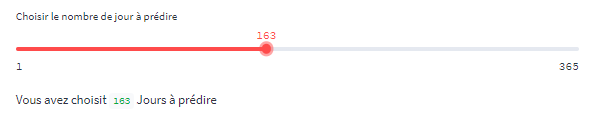 Choisir le nombre de jour à prédire
163
1 365
Vous avez choisit 163 Jours à prédire